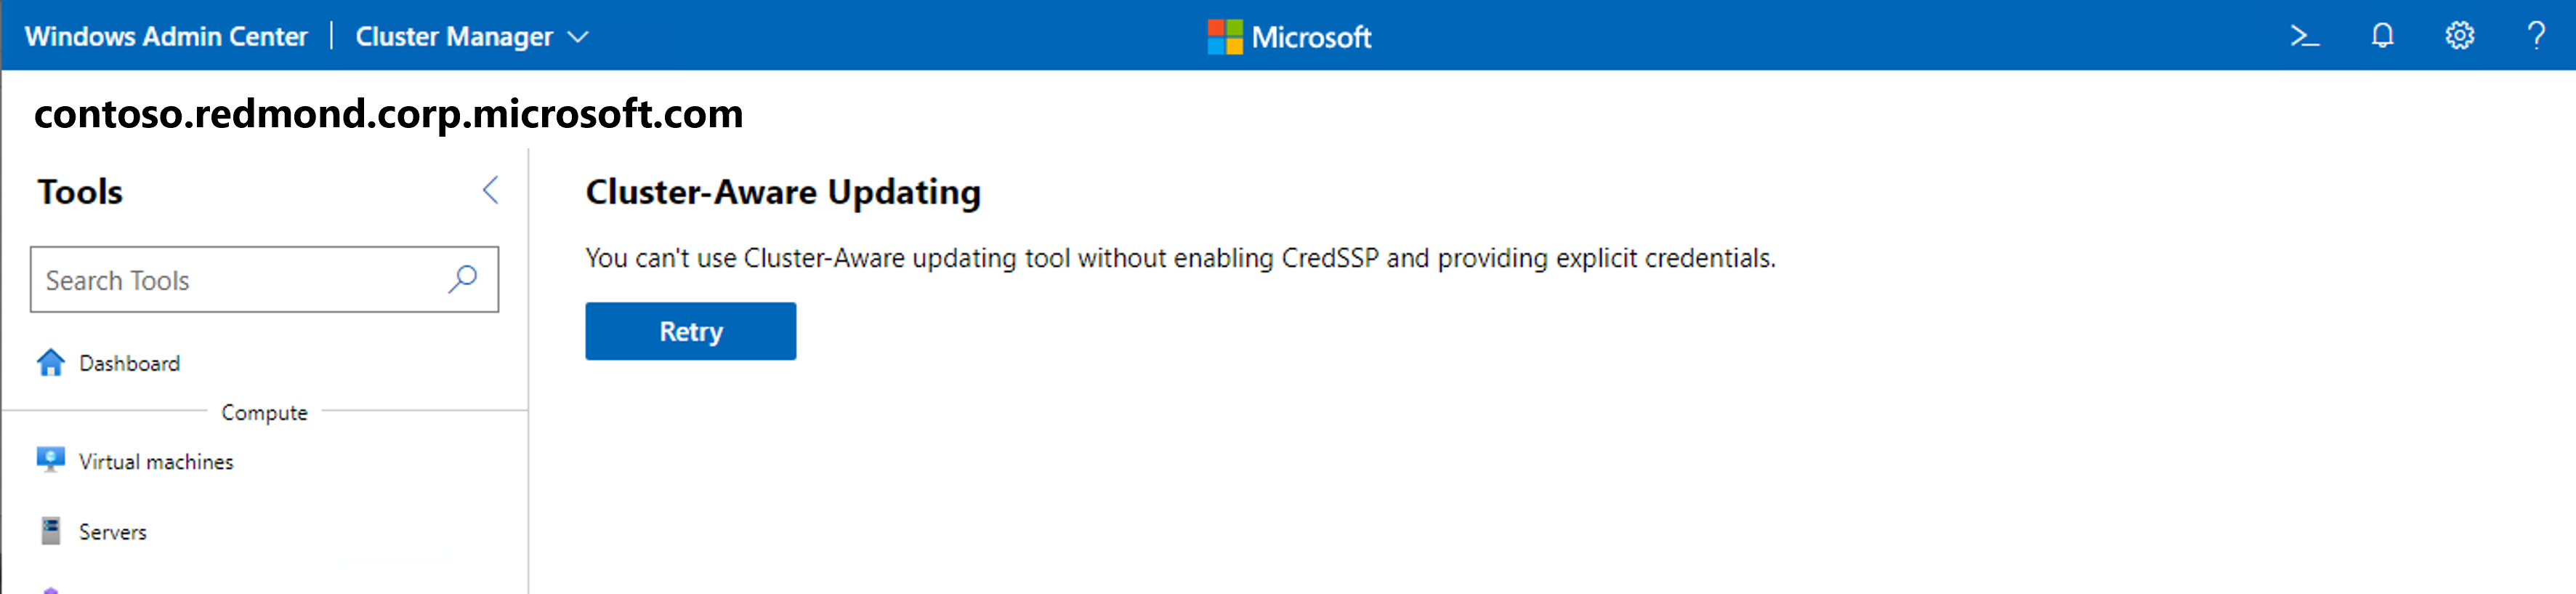 Windows Admin Center | Cluster Manager
Microsoft
?
contoso.redmond.corp.microsoft.com
Tools
Search Tools
Dashboard
Compute
Virtual machines
Servers
Cluster-Aware Updating
You can't use Cluster-Aware updating tool without enabling CredSSP and providing explicit credentials.
Retry